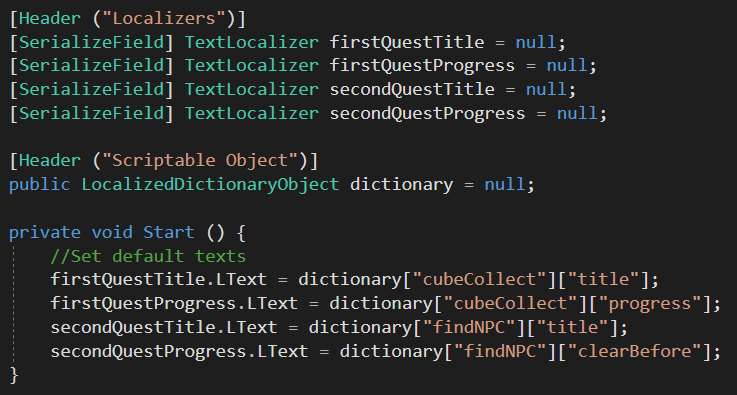 [Header ("Localizers")]
[SerializeField] TextLocalizer firstQuestTitle = null;
[SerializeField] TextLocalizer firstQuestProgress = null;
[SerializeField] TextLocalizer secondQuestTitle = null;
[SerializeField] TextLocalizer secondQuestProgress = null;

[Header ("Scriptable Object")]
public LocalizedDictionaryObject dictionary = null;

private void Start () {
    //Set default texts
    firstQuestTitle.LText = dictionary["cubeCollect"]["title"];
    firstQuestProgress.LText = dictionary["cubeCollect"]["progress"];
    secondQuestTitle.LText = dictionary["findNPC"]["title"];
    secondQuestProgress.LText = dictionary["findNPC"]["clearBefore"];
}